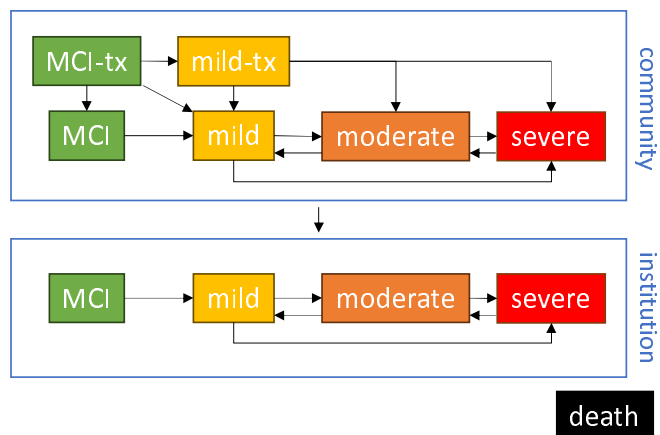 MCI-tx
mild-tx
MCI
mild
moderate
severe
community
MCI
mild
moderate
severe
institution
death